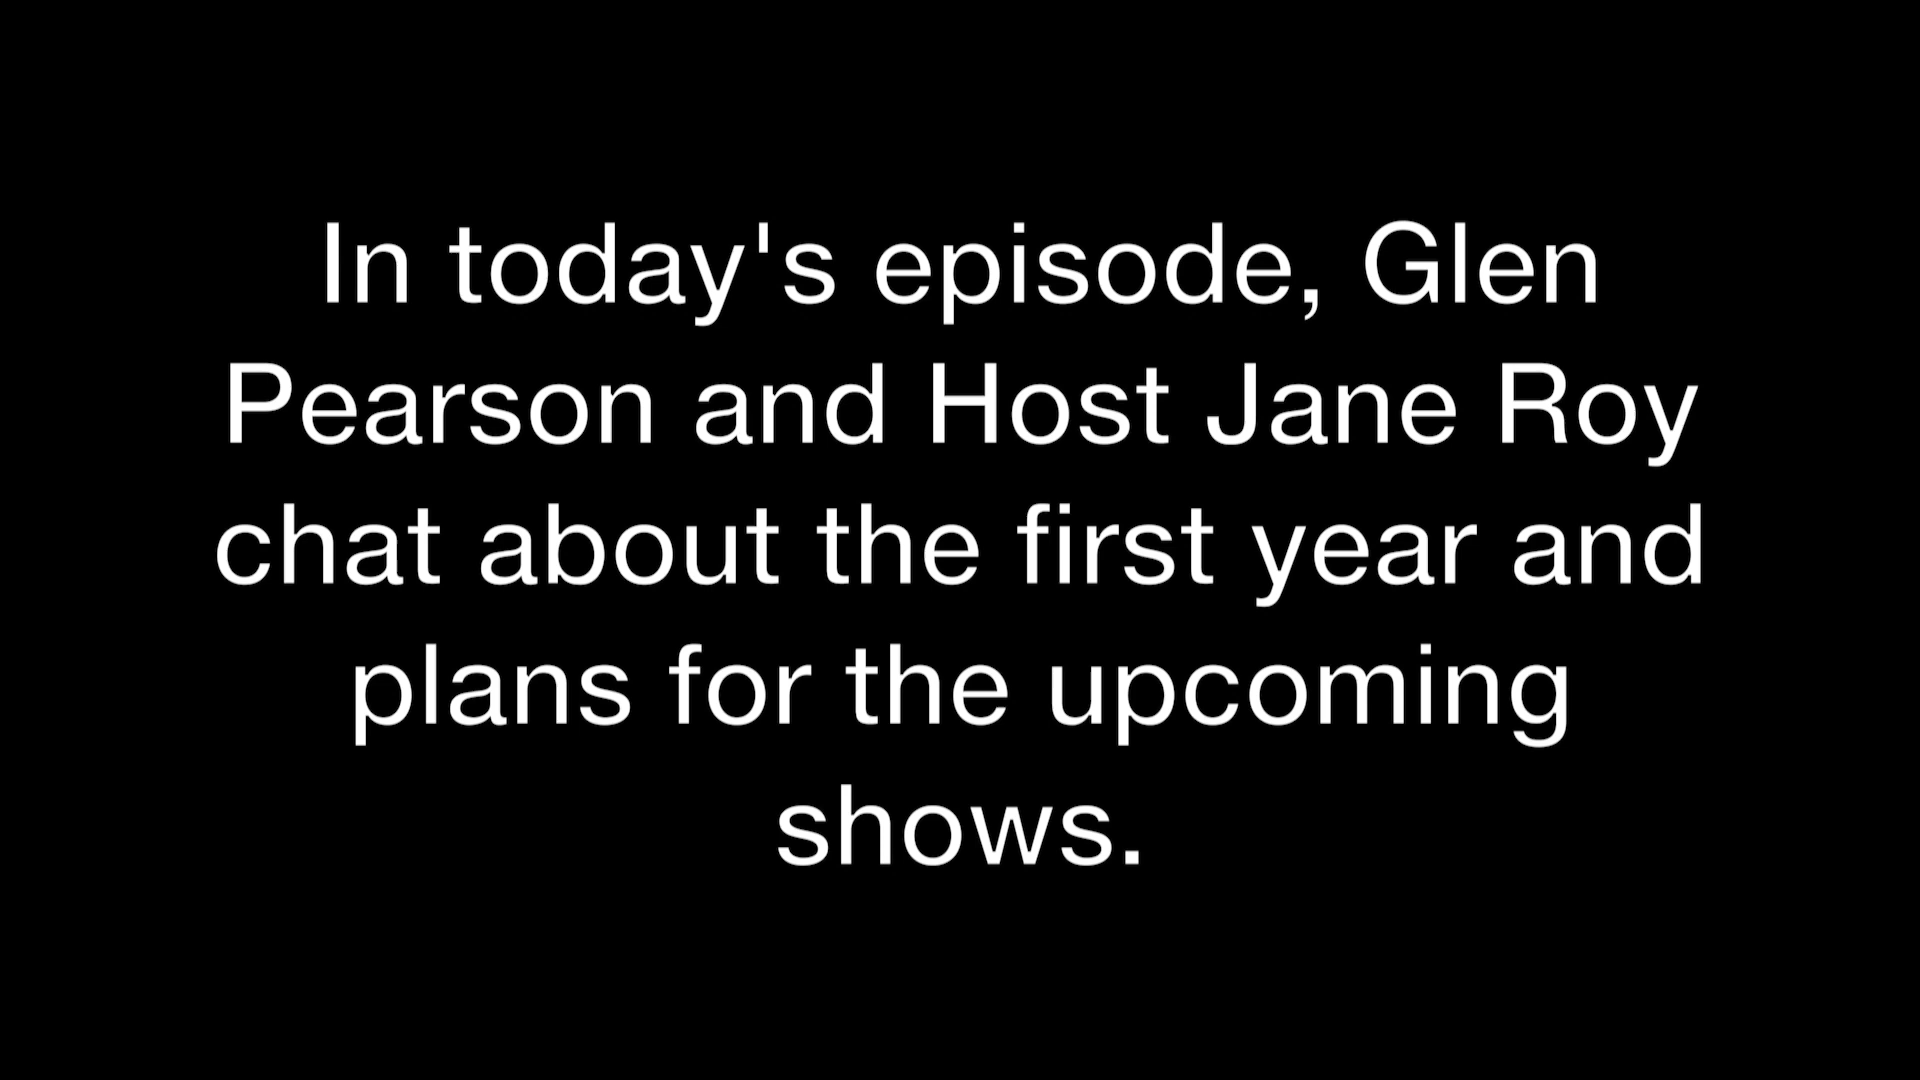 In today's episode, Glen
Pearson and Host Jane Roy
chat about the first year and
plans for the upcoming
shows.